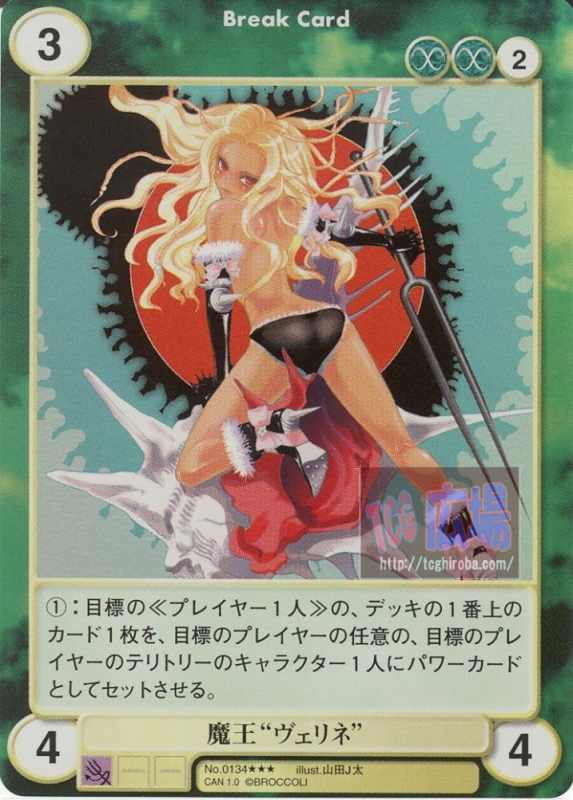 Break Card
3
2
①：目標の≪プレイヤー１人≫の、デッキの１番上の
カード１枚を、目標のプレイヤーの任意の、目標のプレ
イヤーのテリトリーのキャラクター１人にパワーカード
としてセットさせる。
魔王“ヴェリネ”
4
4
No.0134★★★ illust.山田J太
CAN 1.0 ©BROCCOLI
TCG 広場
http://tcghiroba.com/